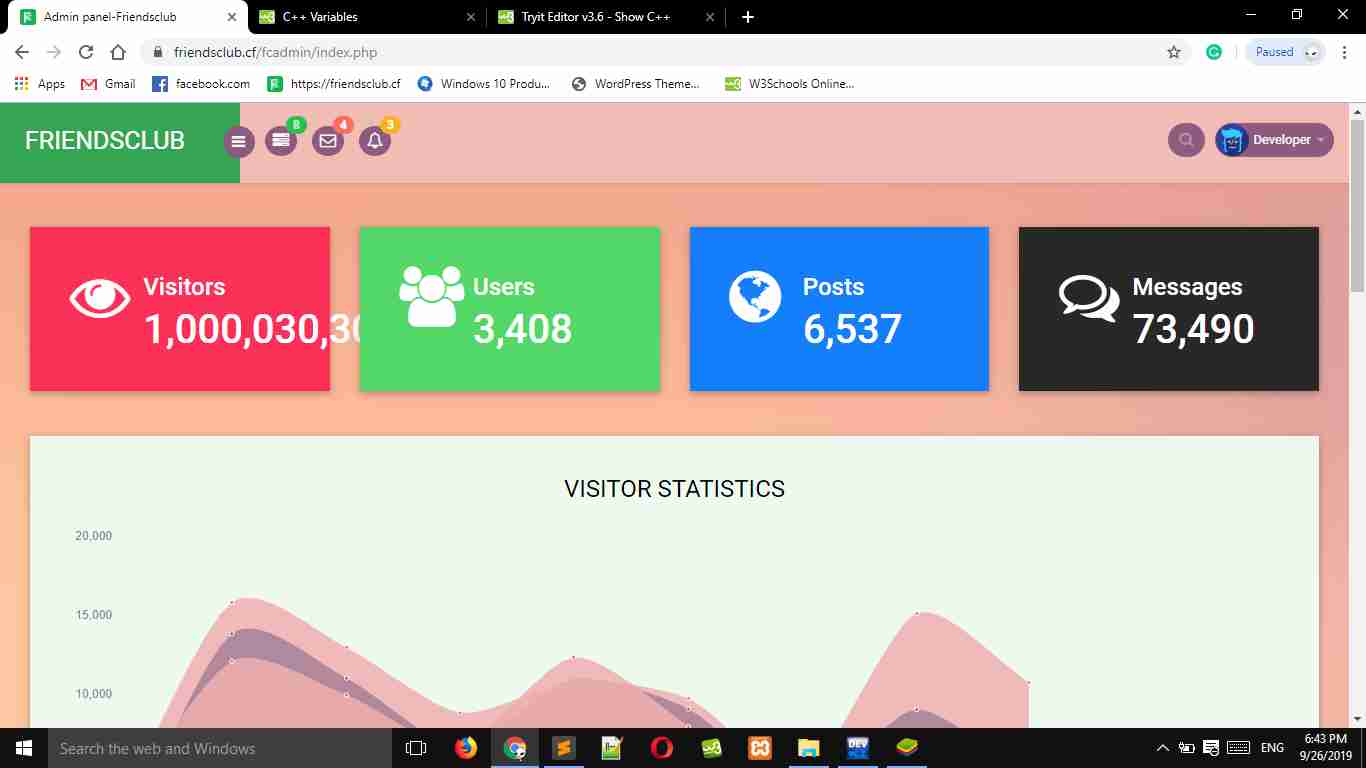 Admin panel-Friendsclub
C++ Variables
Tryit Editor v3.6 - Show C++
friendsclub.cf/fcadmin/index.php
Paused
Apps
Gmail
facebook.com
https://friendsclub.cf
Windows 10 Produ...
WordPress Theme...
W3Schools Online...
FRIENDSCLUB
8
4
3
Developer
Visitors
1,000,030,30
Users
3,408
Posts
6,537
Messages
73,490
VISITOR STATISTICS
20,000
15,000
10,000
Search the web and Windows
DEV
ENG
6:43 PM
9/26/2019